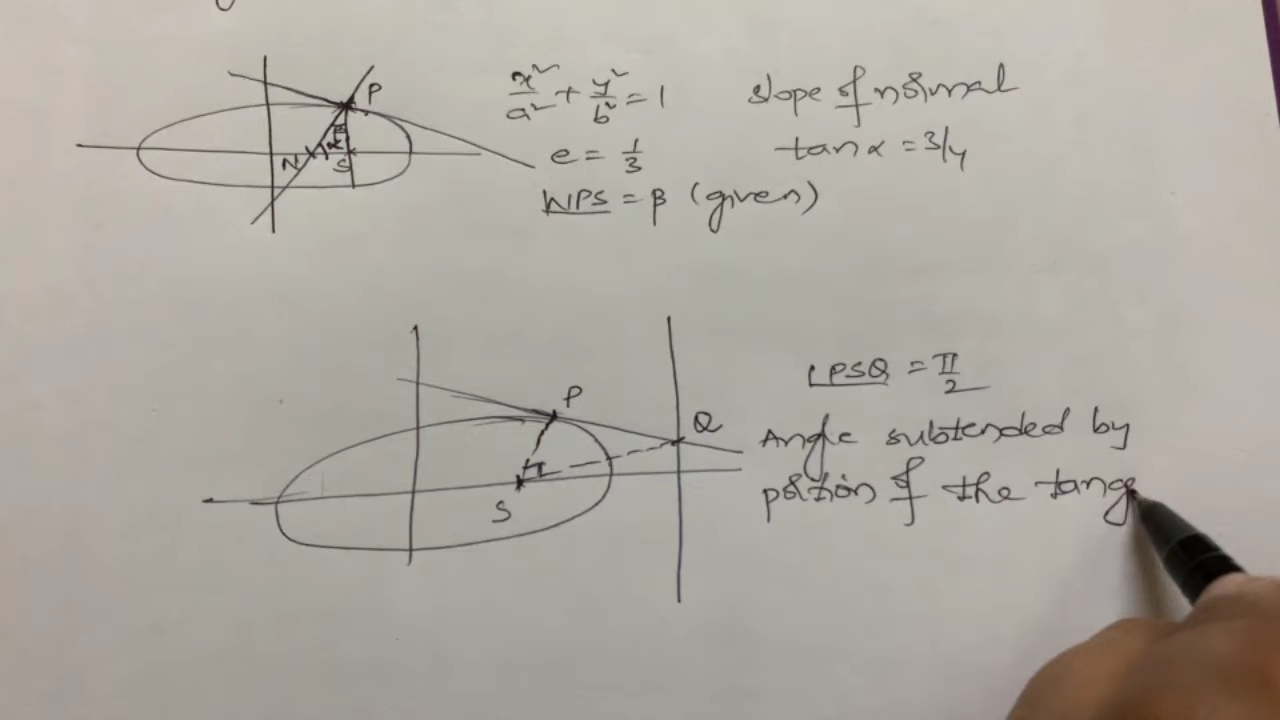 P
N
S
β
α
x²/a² + y²/b² = 1
e = 1/3
∠NPS = β (given)
slope of normal
tan α = 3/4
P
Q
S
∠PSQ = π/2
Angle subtended by
portion of the tange